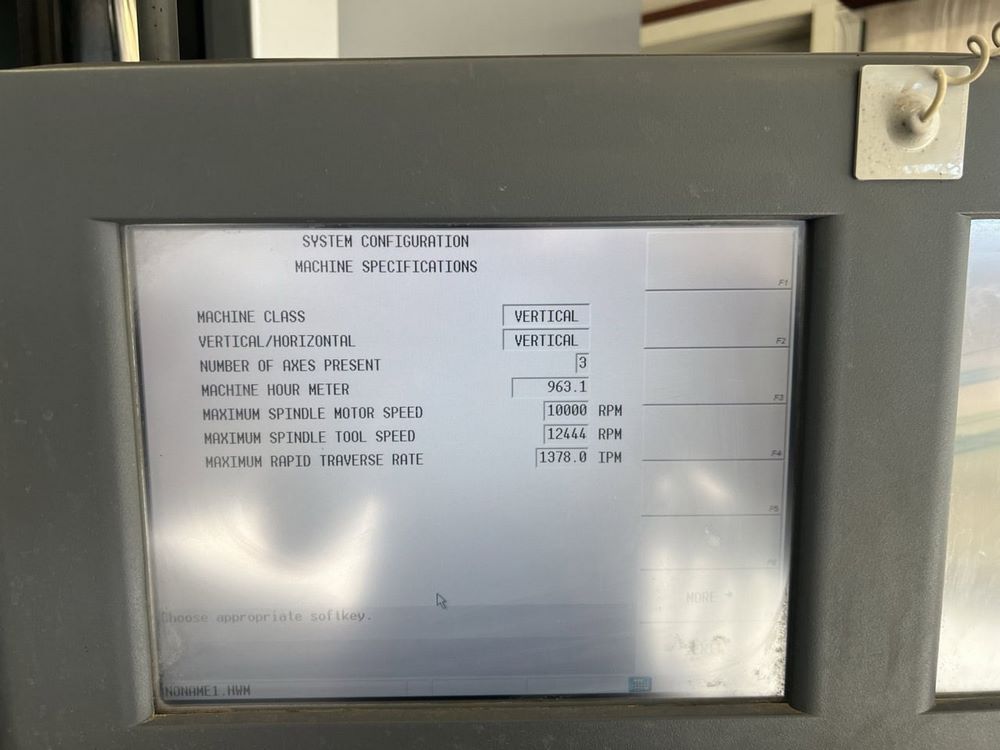 SYSTEM CONFIGURATION
MACHINE SPECIFICATIONS
MACHINE CLASS VERTICAL
VERTICAL/HORIZONTAL VERTICAL
NUMBER OF AXES PRESENT 3
MACHINE HOUR METER 963.1
MAXIMUM SPINDLE MOTOR SPEED 10000 RPM
MAXIMUM SPINDLE TOOL SPEED 12444 RPM
MAXIMUM RAPID TRAVERSE RATE 1378.0 IPM
F1
F2
F3
F4
F5
MORE →
Choose appropriate softkey.
NONAME1.HWM